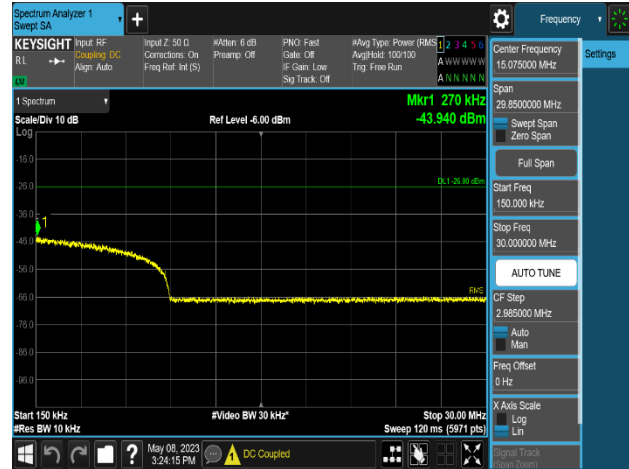 Spectrum Analyzer 1
Swept SA
KEYSIGHT
R L
LXI
Input: RF
Coupling: DC
Align: Auto
Input Z: 50 Ω
Corrections: On
Freq Ref: Int (S)
#Atten: 6 dB
Preamp: Off
PNO: Fast
Gate: Off
IF Gain: Low
Sig Track: Off
#Avg Type: Power (RMS
Avg|Hold: 100/100
Trig: Free Run
1 2 3 4 5 6
A W W W W W
A N N N N N
1 Spectrum
Scale/Div 10 dB
Ref Level -6.00 dBm
Mkr1 270 kHz
-43.940 dBm
Log
-16.0
-26.0
-36.0
-46.0
-56.0
-66.0
-76.0
-86.0
-96.0
DL1 -26.00 dBm
1
RMS
Start 150 kHz
#Video BW 30 kHz*
Stop 30.00 MHz
#Res BW 10 kHz
Sweep 120 ms (5971 pts)
May 08, 2023
3:24:15 PM
DC Coupled
Frequency
Settings
Center Frequency
15.075000 MHz
Span
29.8500000 MHz
Swept Span
Zero Span
Full Span
Start Freq
150.000 kHz
Stop Freq
30.000000 MHz
AUTO TUNE
CF Step
2.985000 MHz
Auto
Man
Freq Offset
0 Hz
X Axis Scale
Log
Lin
Signal Track
(Span Zoom)